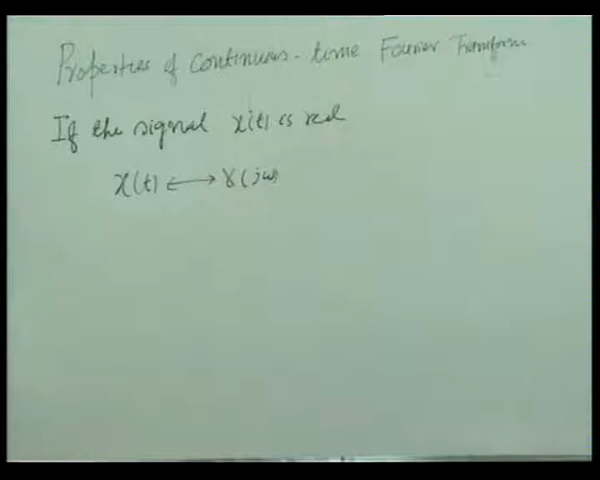 Properties of continuous-time Fourier Transform
If the signal x(t) is real
x(t) ⟷ X(jω)